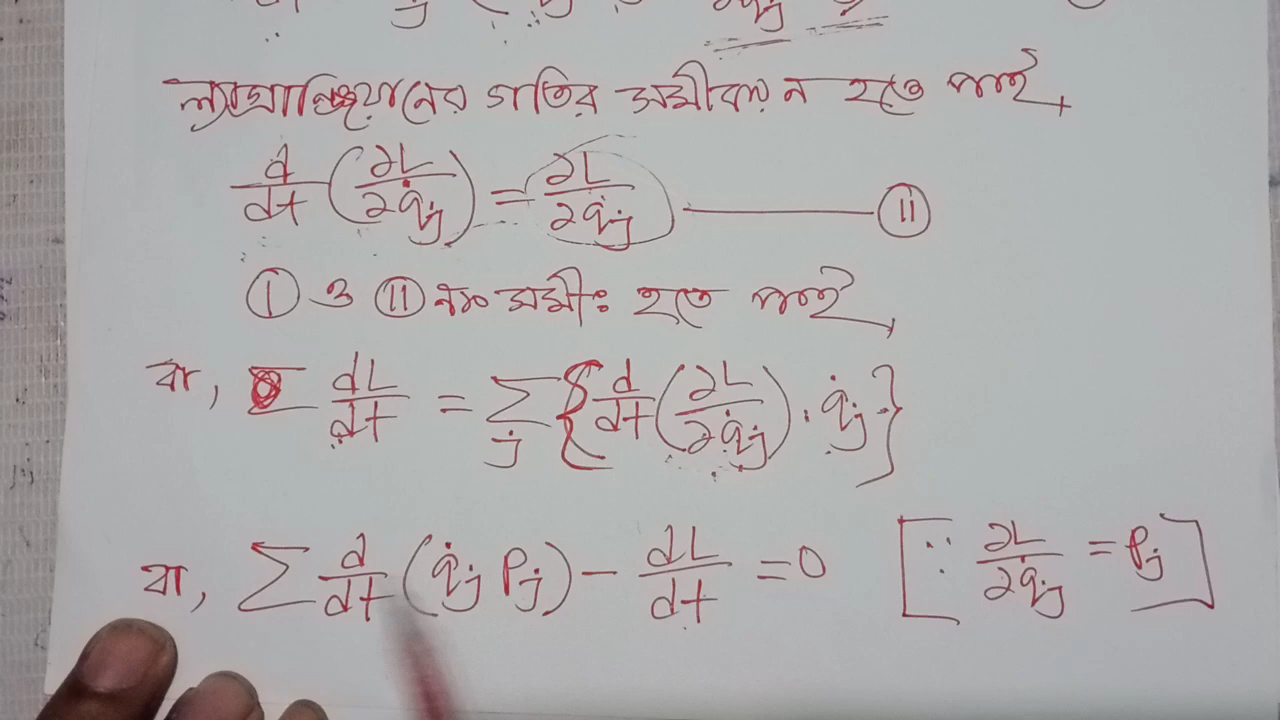 ল্যাগ্রাঞ্জিয়ানের গতির সমীকরন হতে পাই,
d/dt (∂L/∂q̇j) = ∂L/∂qj ——— (II)
(I) ও (II) নং সমীঃ হতে পাই,
বা, dL/dt = Σj {d/dt (∂L/∂q̇j) . q̇j}
বা, Σ d/dt (q̇j Pj) − dL/dt = 0 [∵ ∂L/∂q̇j = Pj]